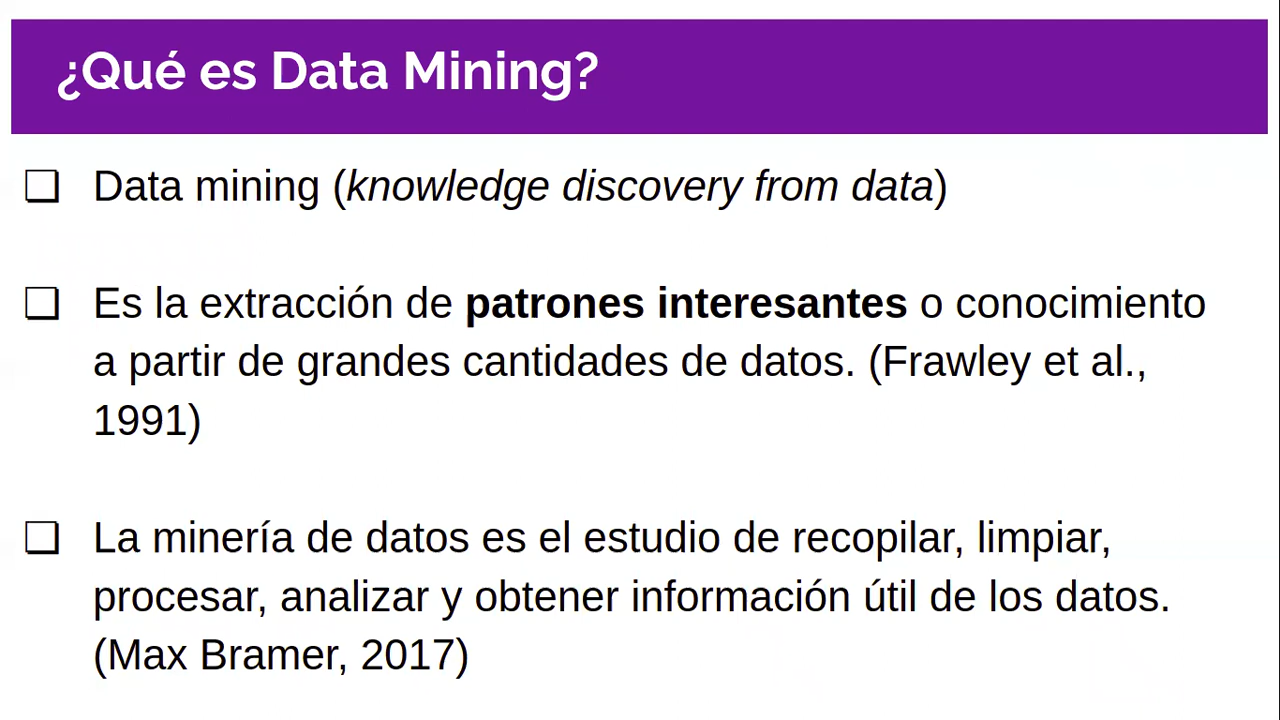 ¿Qué es Data Mining?
❏ Data mining (knowledge discovery from data)
❏ Es la extracción de patrones interesantes o conocimiento
a partir de grandes cantidades de datos. (Frawley et al.,
1991)
❏ La minería de datos es el estudio de recopilar, limpiar,
procesar, analizar y obtener información útil de los datos.
(Max Bramer, 2017)